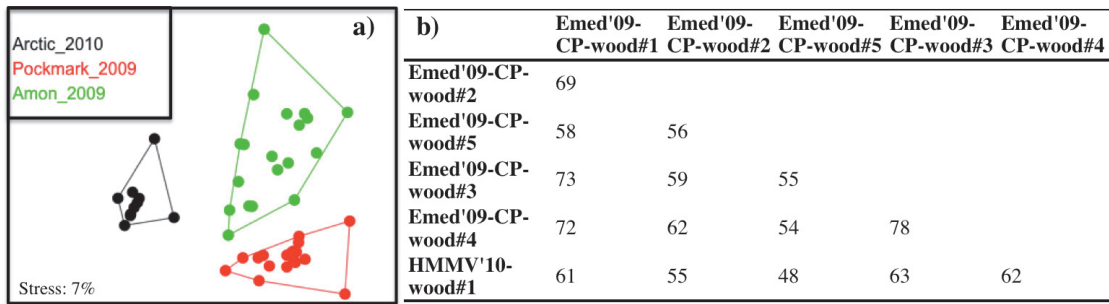 a)
Arctic_2010
Pockmark_2009
Amon_2009
Stress: 7%
b)
Emed'09-CP-wood#1 Emed'09-CP-wood#2 Emed'09-CP-wood#5 Emed'09-CP-wood#3 Emed'09-CP-wood#4
Emed'09-CP-wood#2 69
Emed'09-CP-wood#5 58 56
Emed'09-CP-wood#3 73 59 55
Emed'09-CP-wood#4 72 62 54 78
HMMV'10-wood#1 61 55 48 63 62